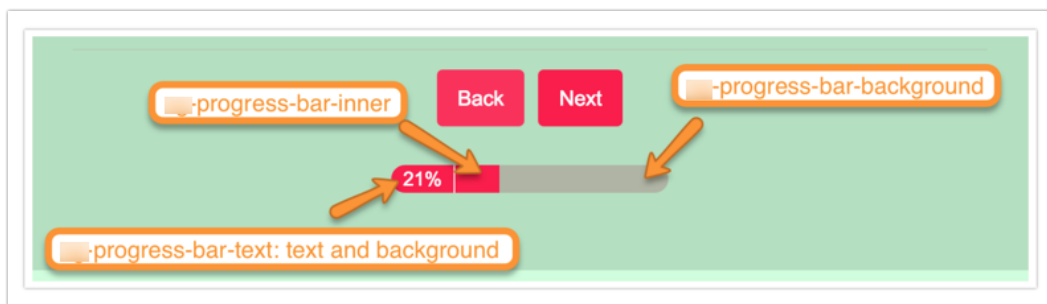 Back
Next
-progress-bar-inner
-progress-bar-background
21%
-progress-bar-text: text and background